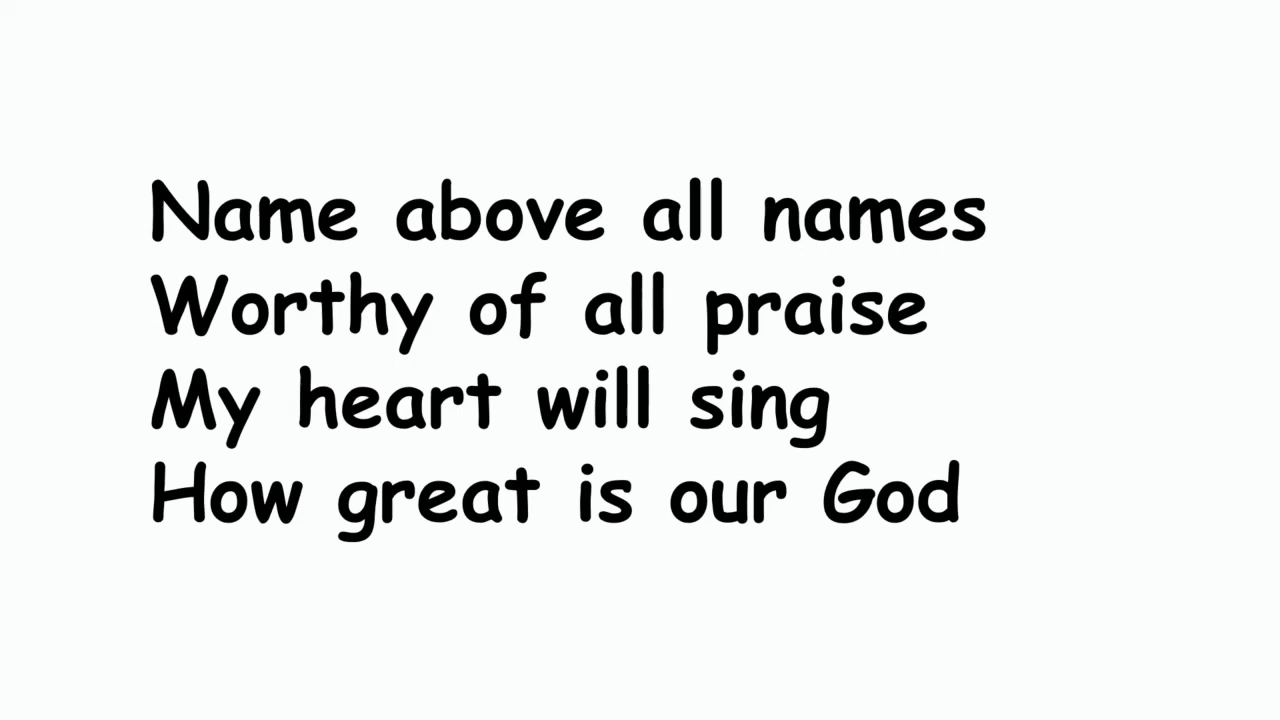 Name above all names
Worthy of all praise
My heart will sing
How great is our God